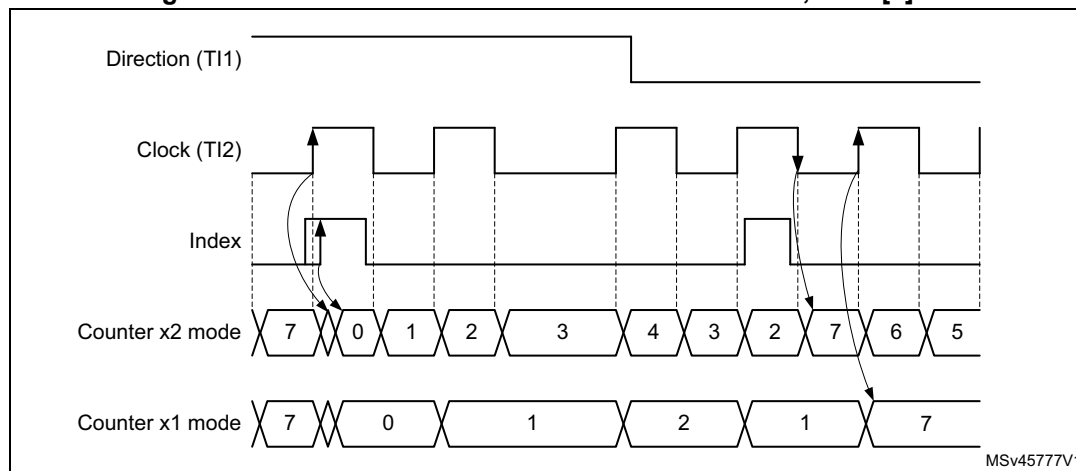 Direction (TI1)
Clock (TI2)
Index
Counter x2 mode 7 0 1 2 3 4 3 2 7 6 5
Counter x1 mode 7 0 1 2 1 7
MSv45777V1